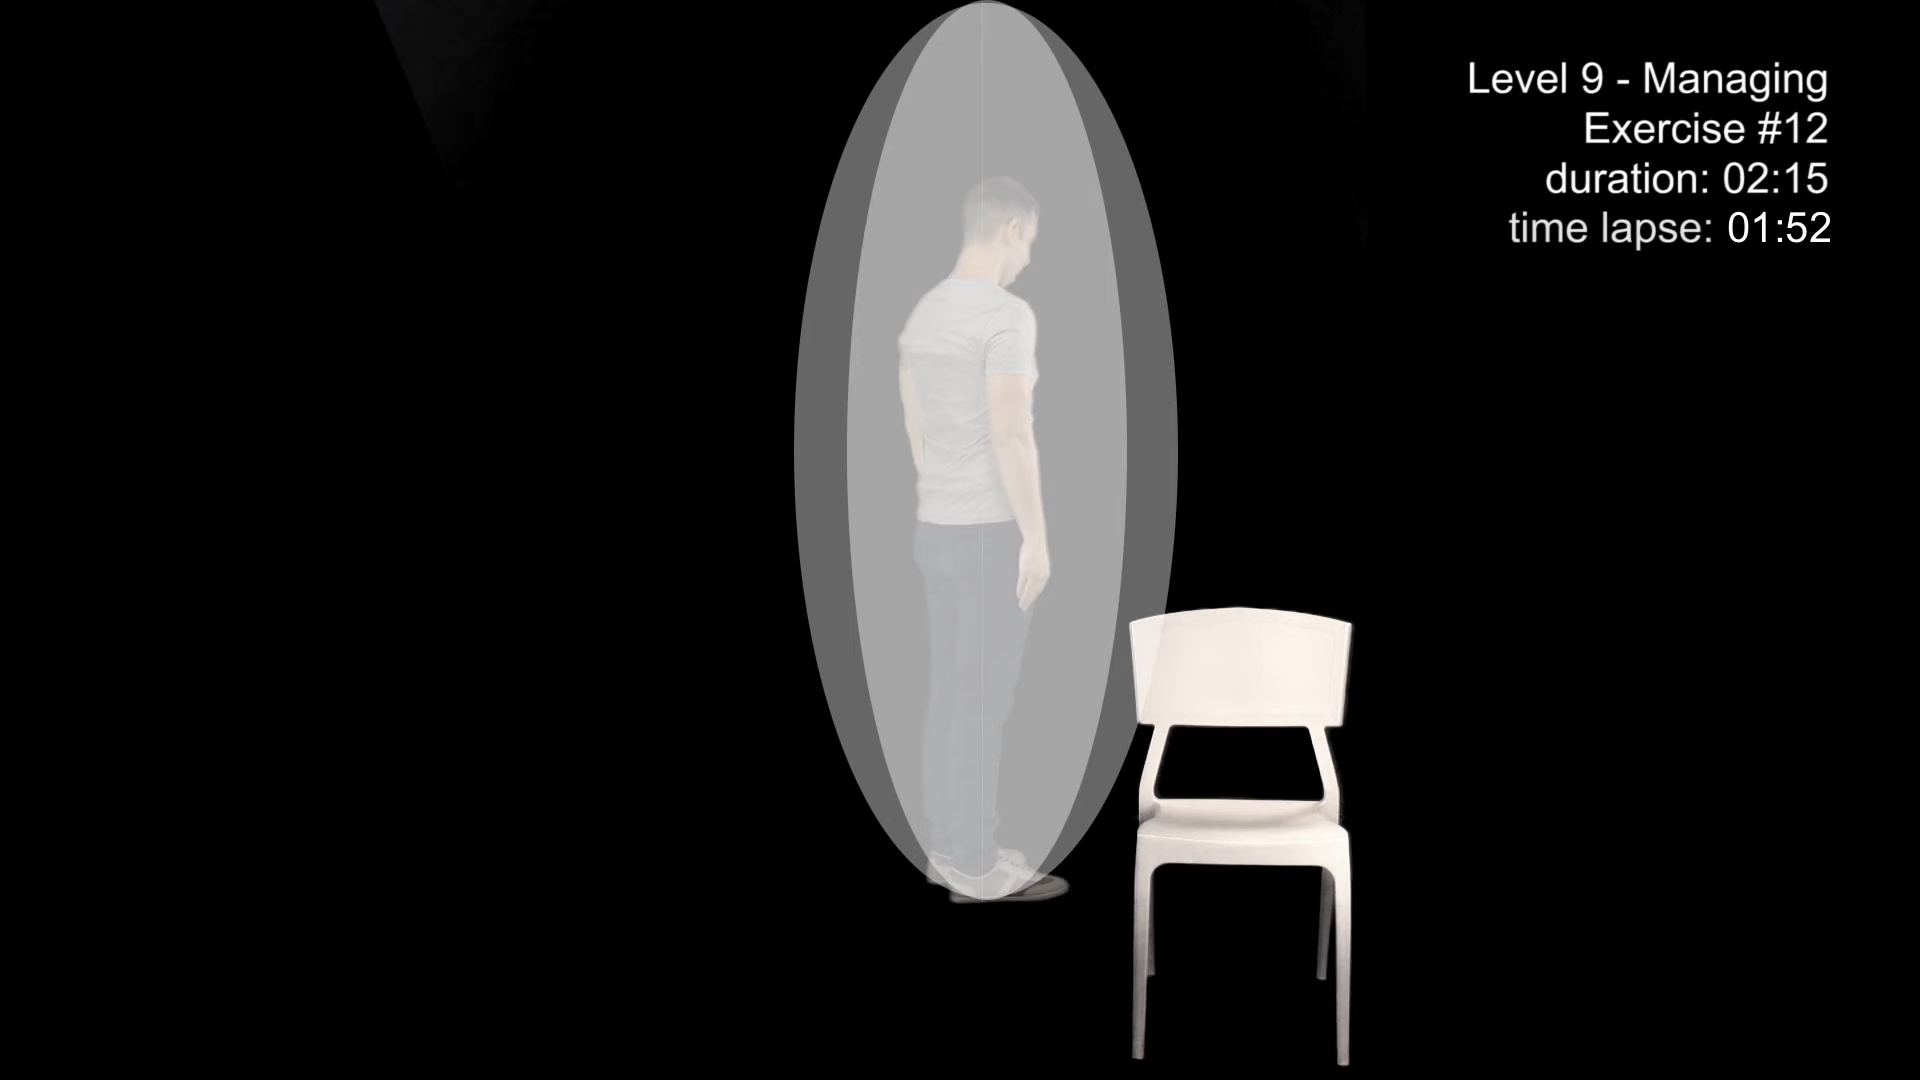 Level 9 - Managing
Exercise #12
duration: 02:15
time lapse: 01:52